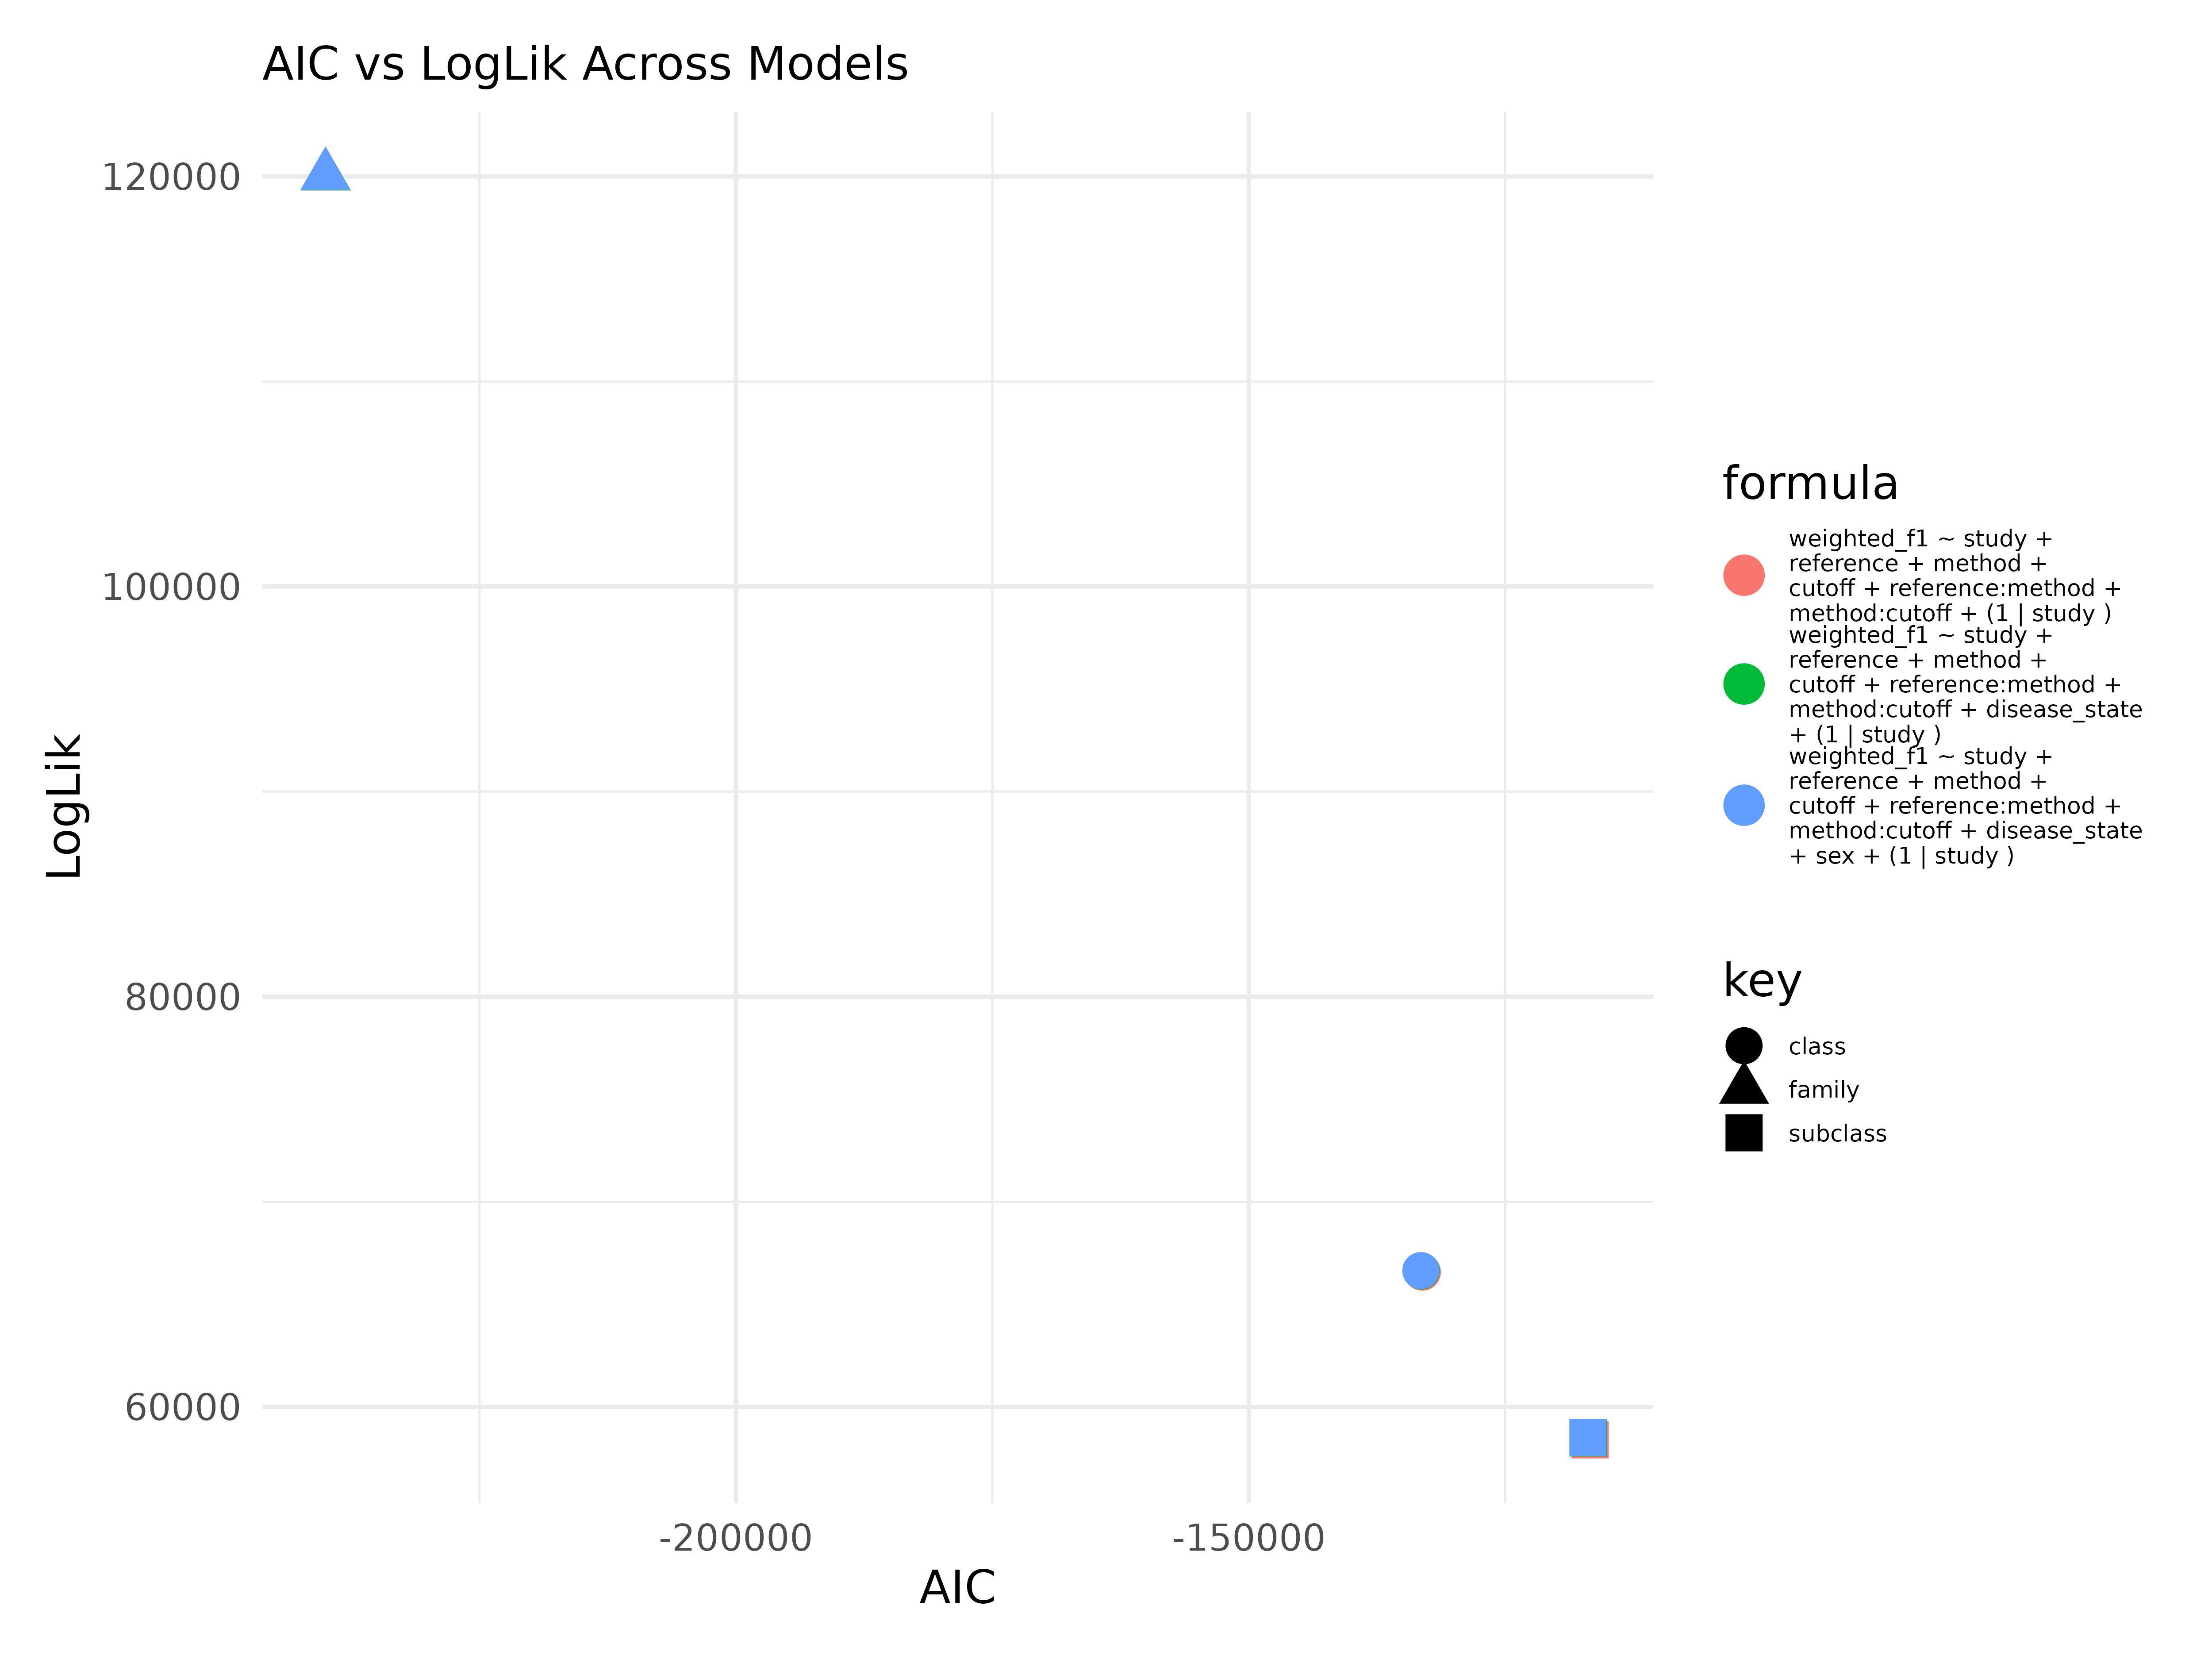 AIC vs LogLik Across Models
120000
100000
80000
60000
LogLik
-200000
-150000
AIC
formula
weighted_f1 ~ study +
reference + method +
cutoff + reference:method +
method:cutoff + (1 | study )
weighted_f1 ~ study +
reference + method +
cutoff + reference:method +
method:cutoff + disease_state
+ (1 | study )
weighted_f1 ~ study +
reference + method +
cutoff + reference:method +
method:cutoff + disease_state
+ sex + (1 | study )
key
class
family
subclass